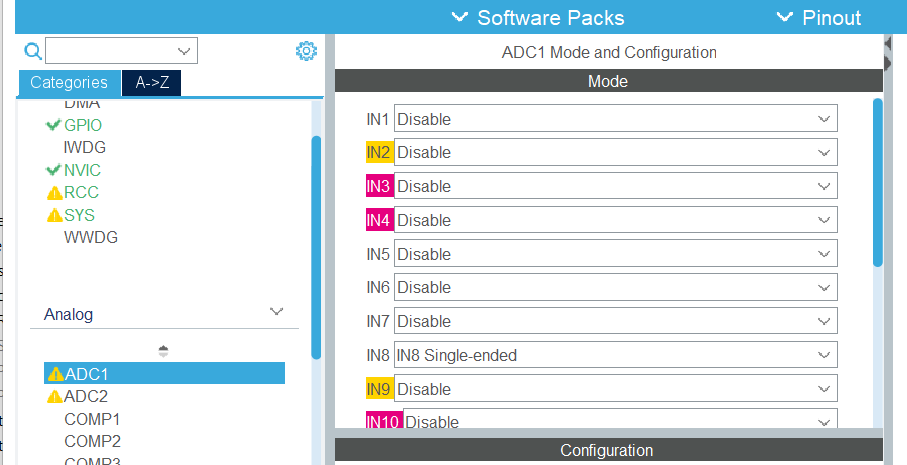 Software Packs
Pinout
Categories
A->Z
DMA
GPIO
IWDG
NVIC
RCC
SYS
WWDG
Analog
ADC1
ADC2
COMP1
COMP2
COMP3
ADC1 Mode and Configuration
Mode
IN1 Disable
IN2 Disable
IN3 Disable
IN4 Disable
IN5 Disable
IN6 Disable
IN7 Disable
IN8 IN8 Single-ended
IN9 Disable
IN10 Disable
Configuration